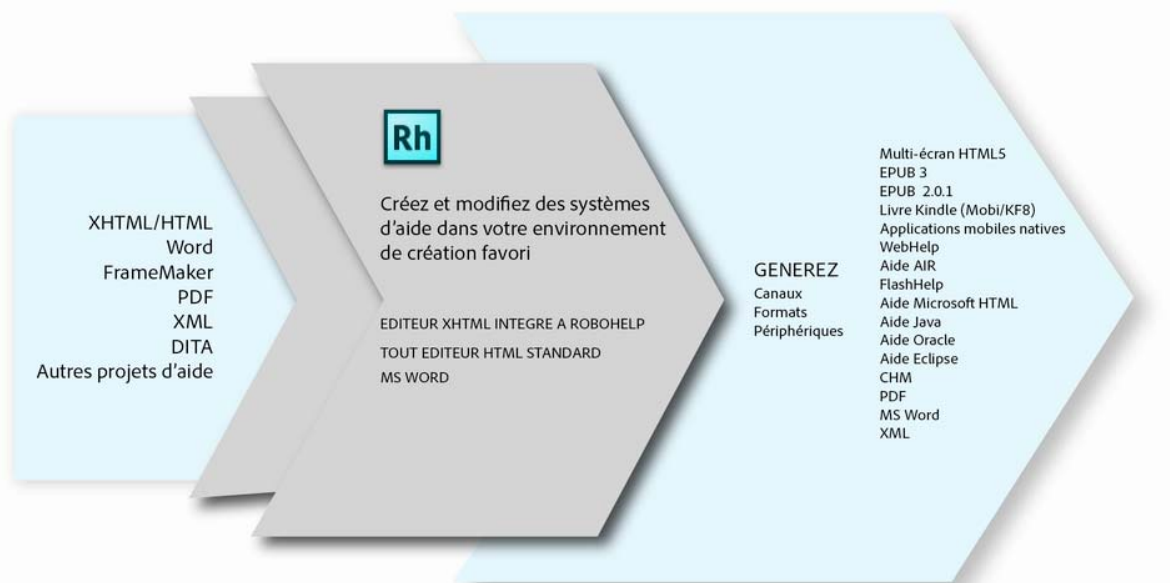 XHTML/HTML
Word
FrameMaker
PDF
XML
DITA
Autres projets d'aide
Rh
Créez et modifiez des systèmes
d'aide dans votre environnement
de création favori
EDITEUR XHTML INTEGRE A ROBOHELP
TOUT EDITEUR HTML STANDARD
MS WORD
GENEREZ
Canaux
Formats
Périphériques
Multi-écran HTML5
EPUB 3
EPUB 2.0.1
Livre Kindle (Mobi/KF8)
Applications mobiles natives
WebHelp
Aide AIR
FlashHelp
Aide Microsoft HTML
Aide Java
Aide Oracle
Aide Eclipse
CHM
PDF
MS Word
XML